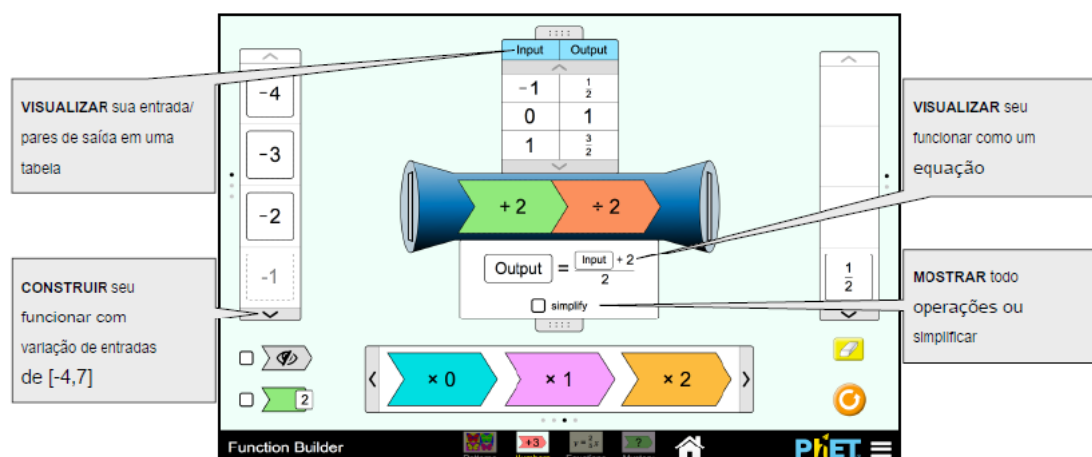 VISUALIZAR sua entrada/
pares de saída em uma
tabela
CONSTRUIR seu
funcionar com
variação de entradas
de [-4,7]
−4
−3
−2
−1
Input Output
−1 1/2
0 1
1 3/2
+ 2 ÷ 2
Output = Input + 2 / 2
simplify
2
× 0 × 1 × 2
1/2
VISUALIZAR seu
funcionar como um
equação
MOSTRAR todo
operações ou
simplificar
Function Builder
+3
?
PhET